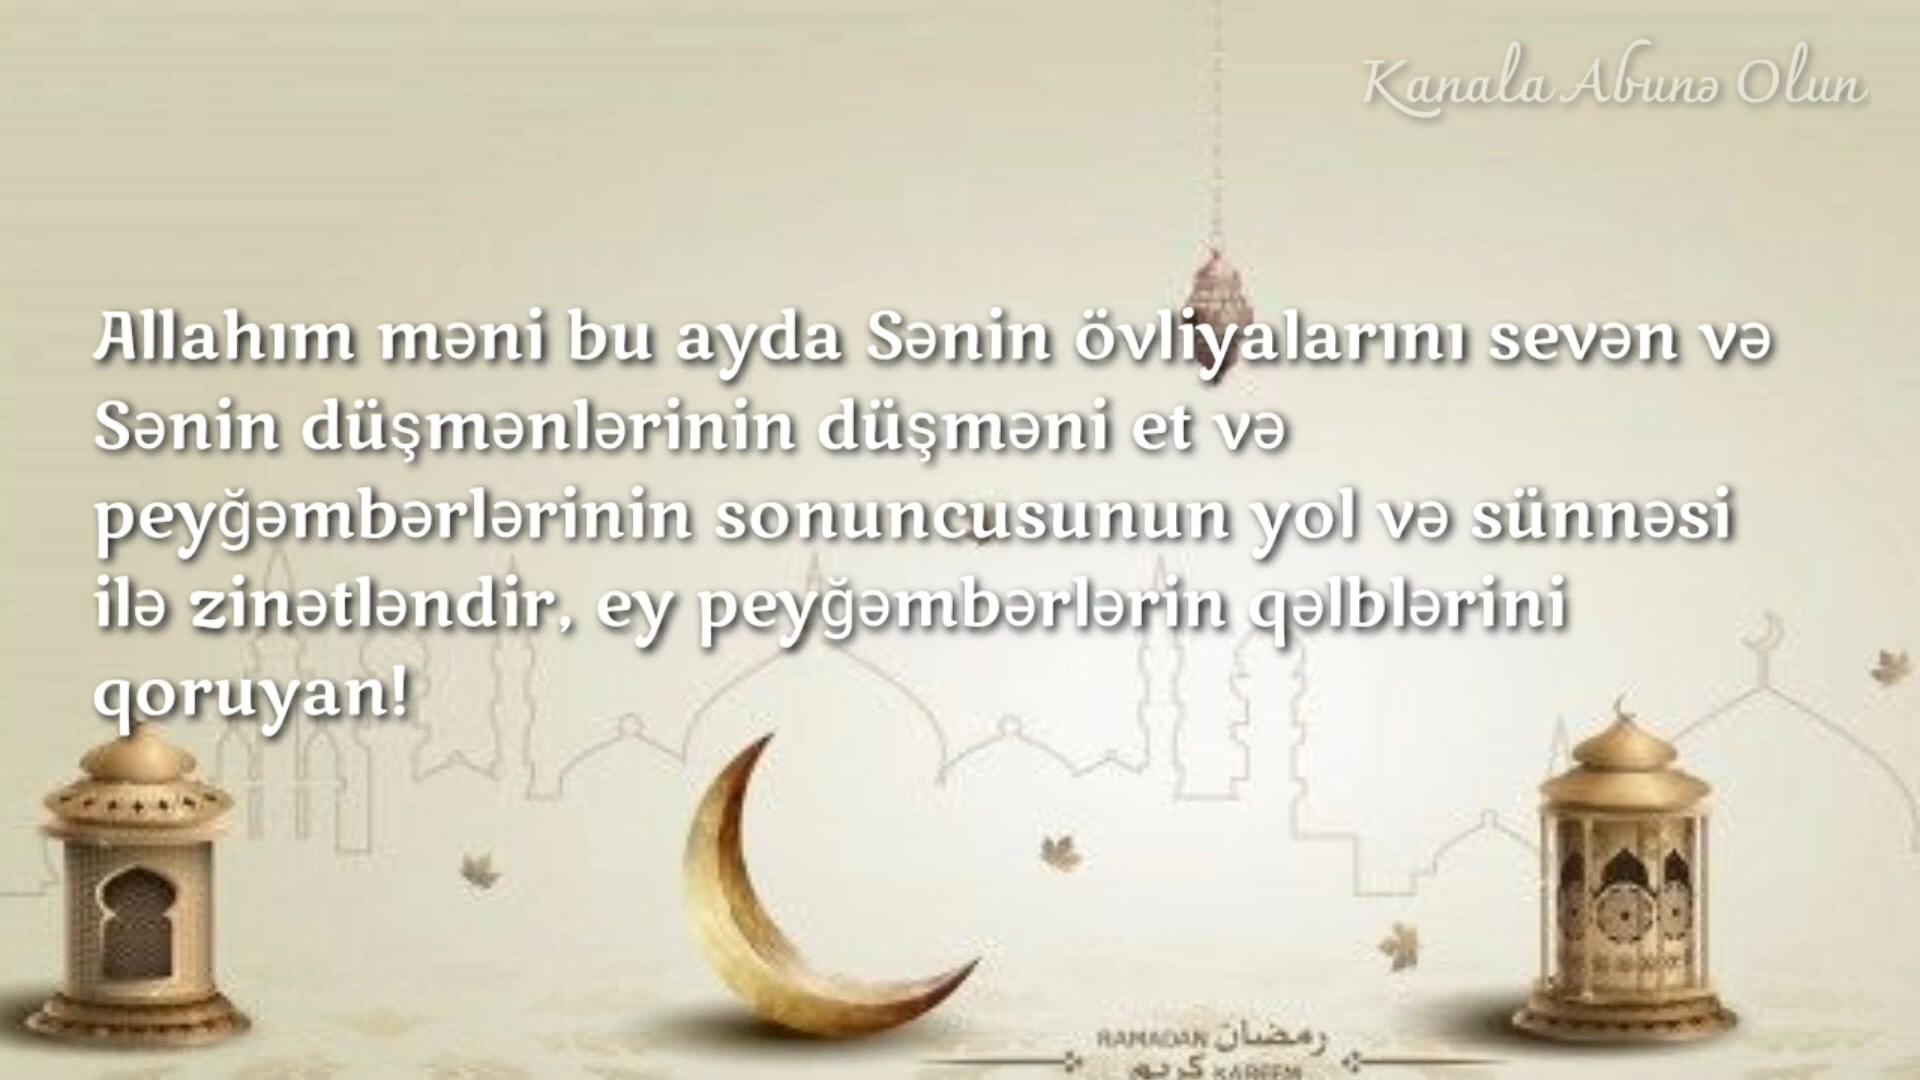 Kanala Abunə Olun
Allahım məni bu ayda Sənin övliyalarını sevən və
Sənin düşmənlərinin düşməni et və
peyğəmbərlərinin sonuncusunun yol və sünnəsi
ilə zinətləndir, ey peyğəmbərlərin qəlblərini
qoruyan!
RAMADAN رمضان
كريم KAREEM